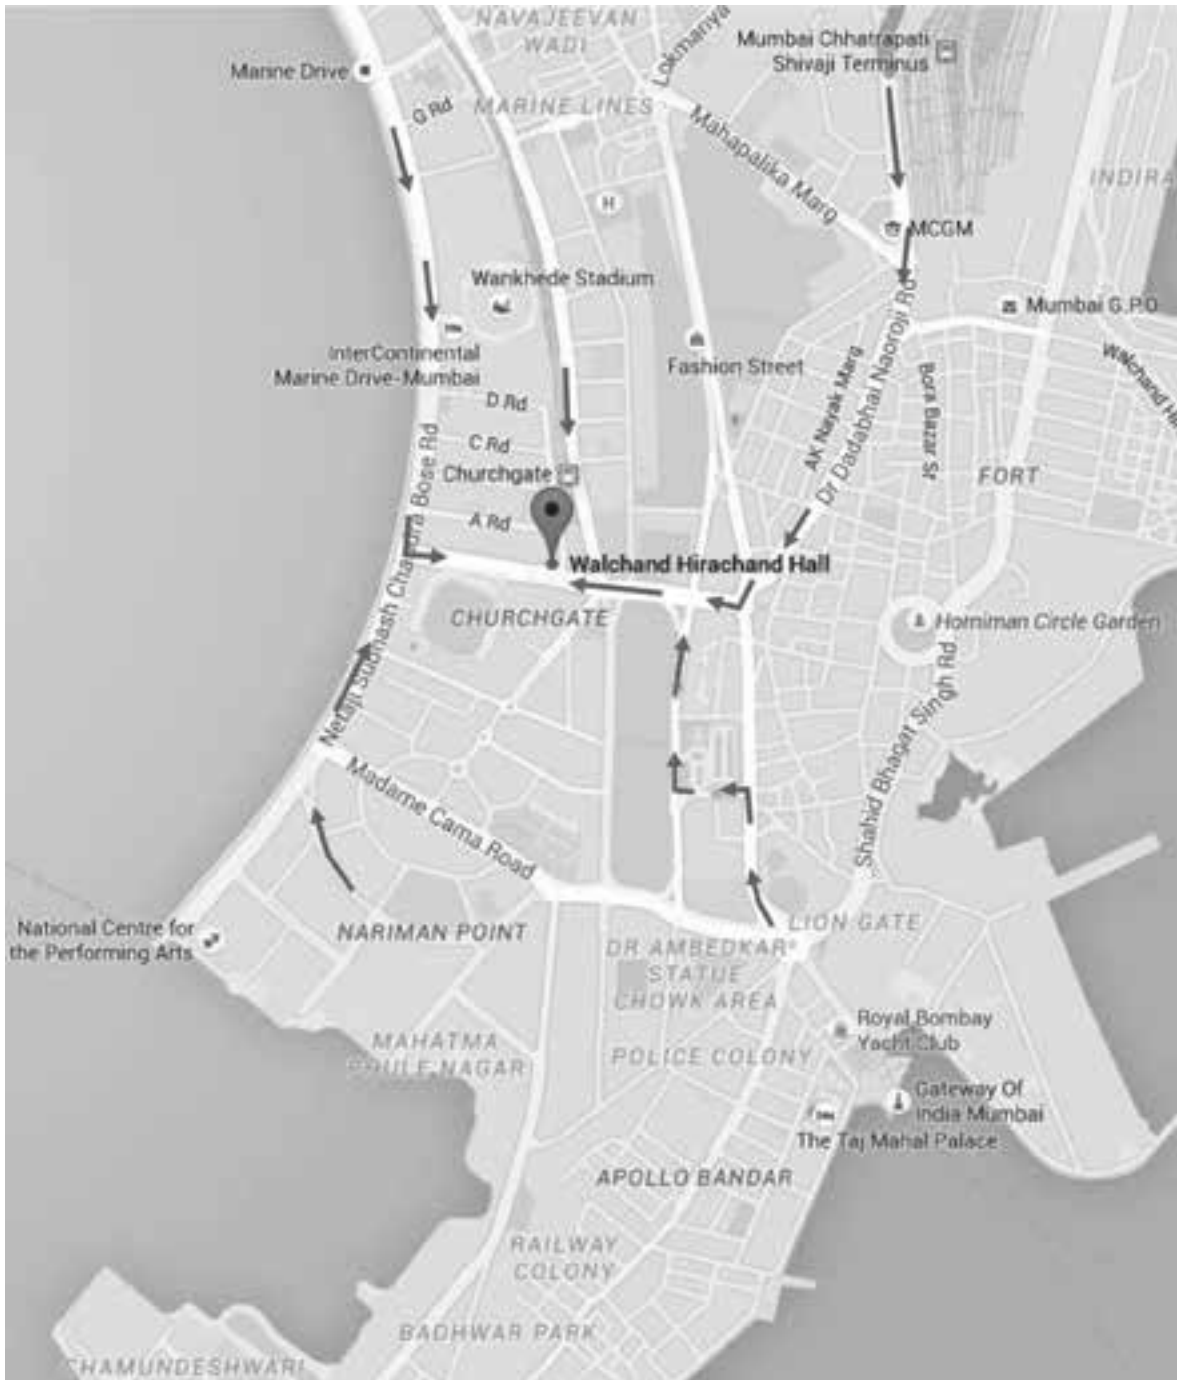 NAVAJEEVAN
WADI
Lokmanya
Mumbai Chhatrapati
Shivaji Terminus
Marine Drive
G Rd
MARINE LINES
Mahapalika Marg
INDIRA
H
MCGM
Wankhede Stadium
Mumbai G.P.O
InterContinental
Marine Drive-Mumbai
Fashion Street
Walchand Hi
D Rd
AK Nayak Marg
Bora Bazar St
Dr Dadabhai Naoroji Rd
C Rd
Churchgate
FORT
A Rd
Netaji Subhash Chandra Bose Rd
Walchand Hirachand Hall
CHURCHGATE
Horniman Circle Garden
Shahid Bhagat Singh Rd
Madame Cama Road
National Centre for
the Performing Arts
NARIMAN POINT
LION GATE
DR AMBEDKAR
STATUE
CHOWK AREA
Royal Bombay
Yacht Club
MAHATMA
PHULE NAGAR
POLICE COLONY
Gateway Of
India Mumbai
The Taj Mahal Palace
APOLLO BANDAR
RAILWAY
COLONY
BADHWAR PARK
CHAMUNDESHWARI